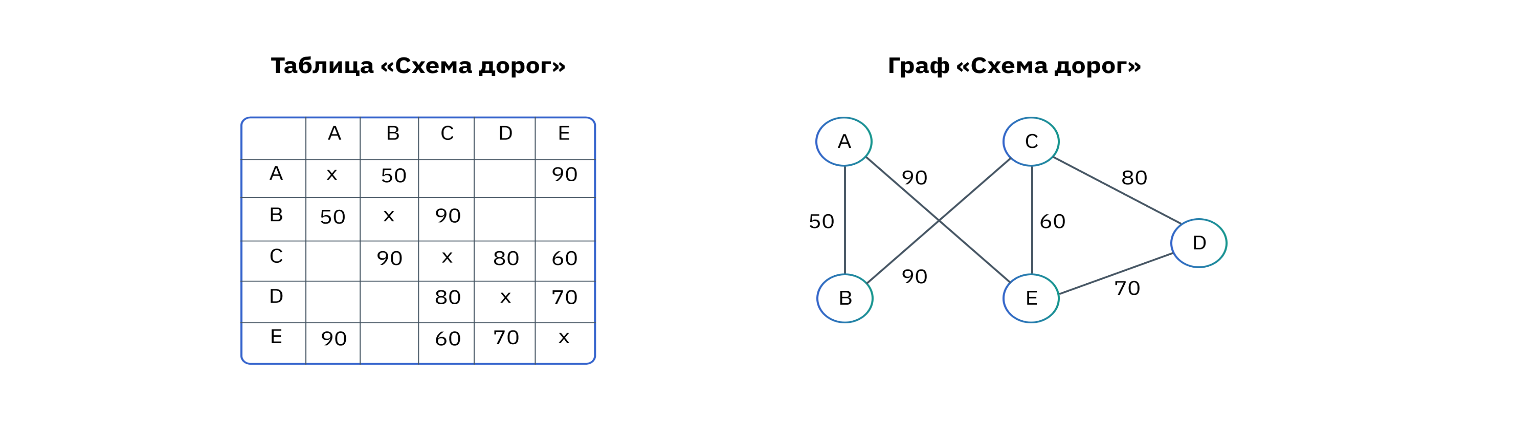 Таблица «Схема дорог»
A B C D E
A x 50 90
B 50 x 90
C 90 x 80 60
D 80 x 70
E 90 60 70 x
Граф «Схема дорог»
A C
90 80
50 60
D
90 70
B E